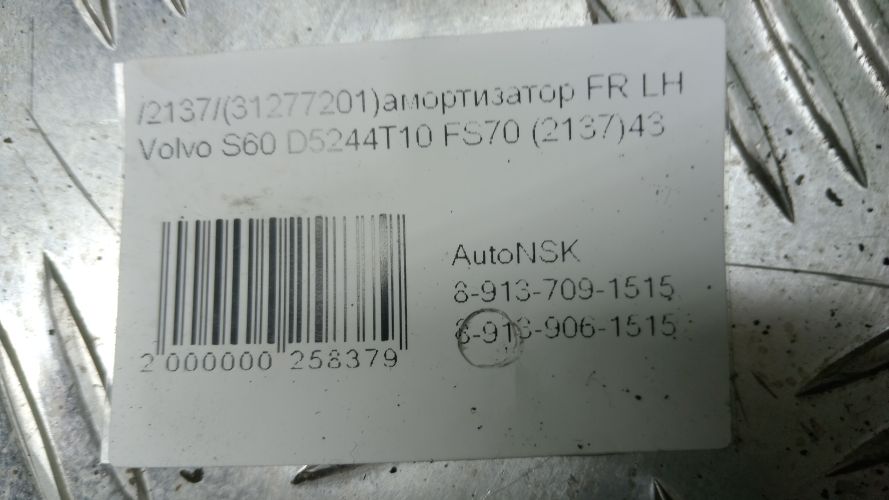 /2137/(31277201)амортизатор FR LH
Volvo S60 D5244T10 FS70 (2137)43
AutoNSK
8-913-709-1515
8-913-906-1515
2 000000 258379